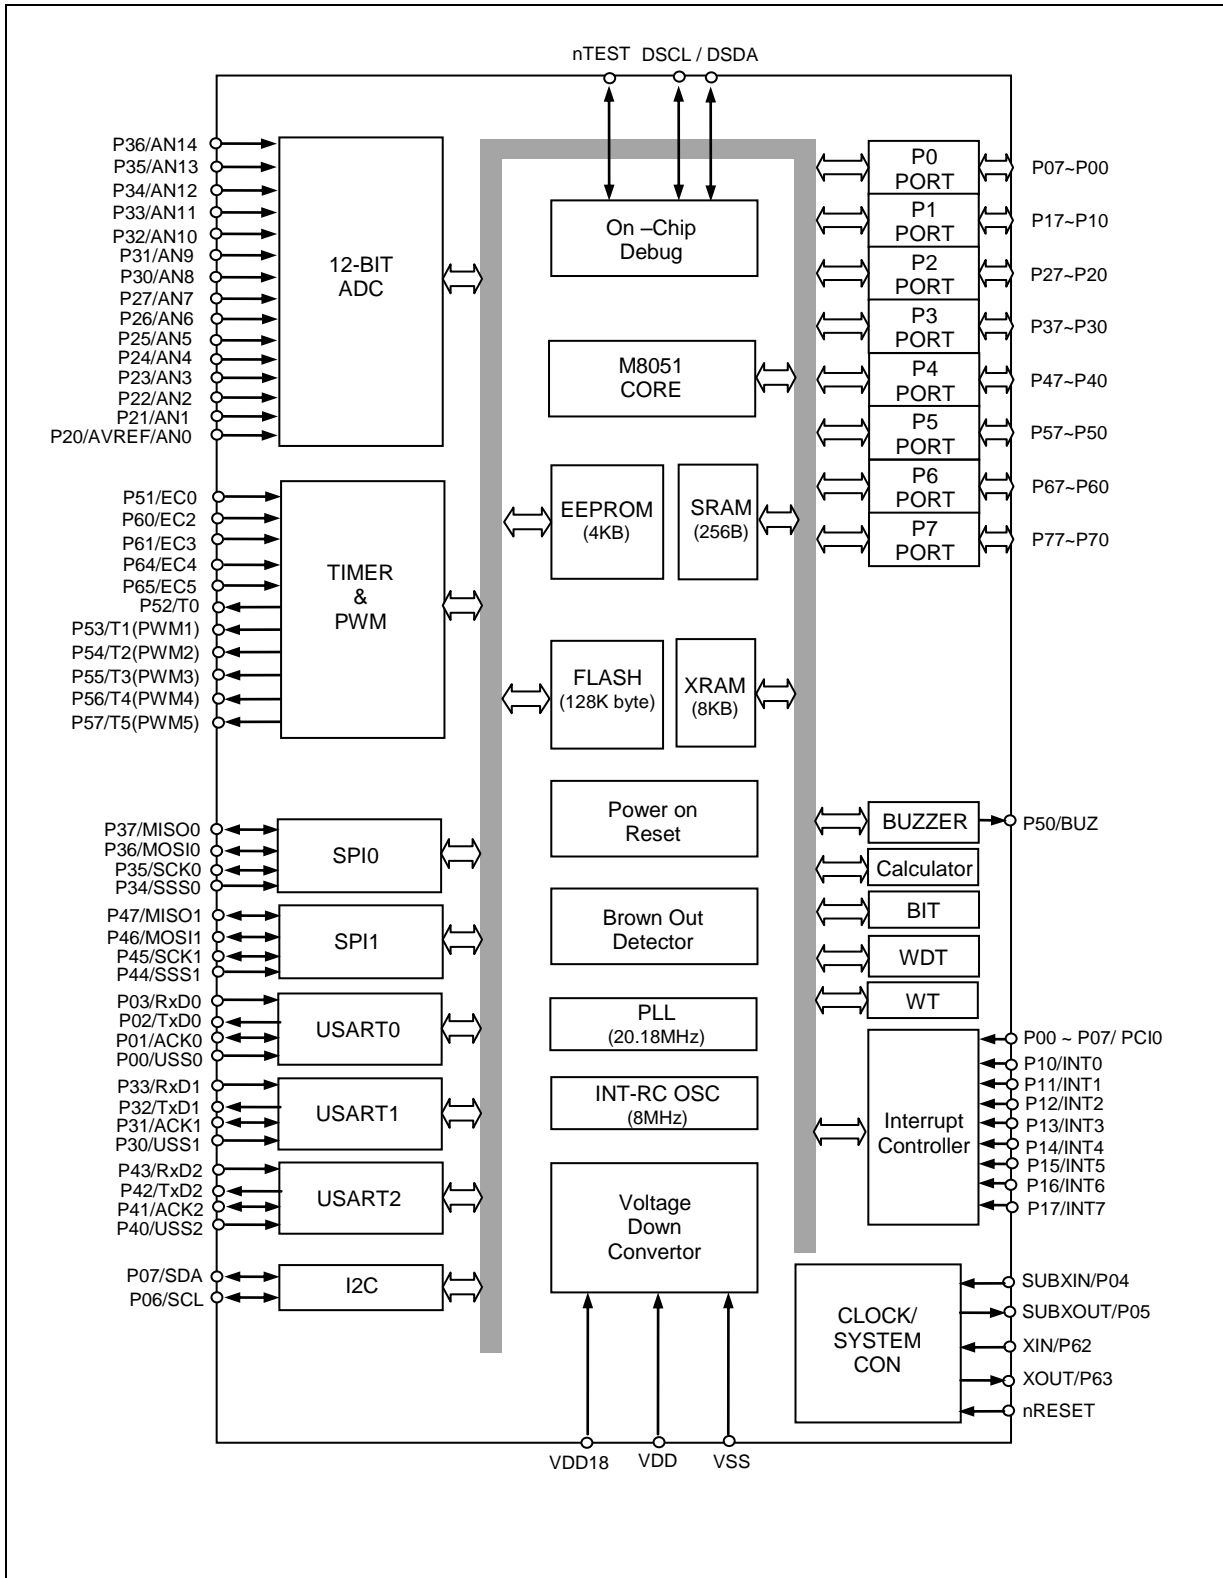 nTEST DSCL / DSDA
P36/AN14
P35/AN13
P34/AN12
P33/AN11
P32/AN10
P31/AN9
P30/AN8
P27/AN7
P26/AN6
P25/AN5
P24/AN4
P23/AN3
P22/AN2
P21/AN1
P20/AVREF/AN0
12-BIT
ADC
P51/EC0
P60/EC2
P61/EC3
P64/EC4
P65/EC5
P52/T0
P53/T1(PWM1)
P54/T2(PWM2)
P55/T3(PWM3)
P56/T4(PWM4)
P57/T5(PWM5)
TIMER
&
PWM
P37/MISO0
P36/MOSI0
P35/SCK0
P34/SSS0
SPI0
P47/MISO1
P46/MOSI1
P45/SCK1
P44/SSS1
SPI1
P03/RxD0
P02/TxD0
P01/ACK0
P00/USS0
USART0
P33/RxD1
P32/TxD1
P31/ACK1
P30/USS1
USART1
P43/RxD2
P42/TxD2
P41/ACK2
P40/USS2
USART2
P07/SDA
P06/SCL
I2C
On –Chip
Debug
M8051
CORE
EEPROM
(4KB)
SRAM
(256B)
FLASH
(128K byte)
XRAM
(8KB)
Power on
Reset
Brown Out
Detector
PLL
(20.18MHz)
INT-RC OSC
(8MHz)
Voltage
Down
Convertor
VDD18
VDD
VSS
P0
PORT
P07~P00
P1
PORT
P17~P10
P2
PORT
P27~P20
P3
PORT
P37~P30
P4
PORT
P47~P40
P5
PORT
P57~P50
P6
PORT
P67~P60
P7
PORT
P77~P70
BUZZER
P50/BUZ
Calculator
BIT
WDT
WT
Interrupt
Controller
P00 ~ P07/ PCI0
P10/INT0
P11/INT1
P12/INT2
P13/INT3
P14/INT4
P15/INT5
P16/INT6
P17/INT7
CLOCK/
SYSTEM
CON
SUBXIN/P04
SUBXOUT/P05
XIN/P62
XOUT/P63
nRESET